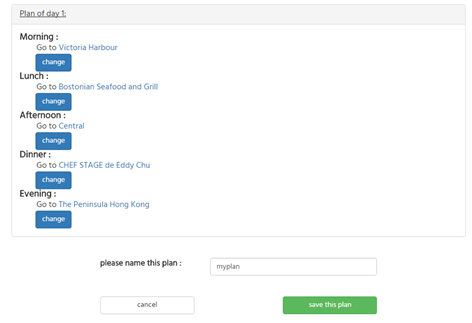 Plan of day 1:
Morning :
Go to Victoria Harbour
change
Lunch :
Go to Bostonian Seafood and Grill
change
Afternoon :
Go to Central
change
Dinner :
Go to CHEF STAGE de Eddy Chu
change
Evening :
Go to The Peninsula Hong Kong
change
please name this plan : myplan
cancel save this plan